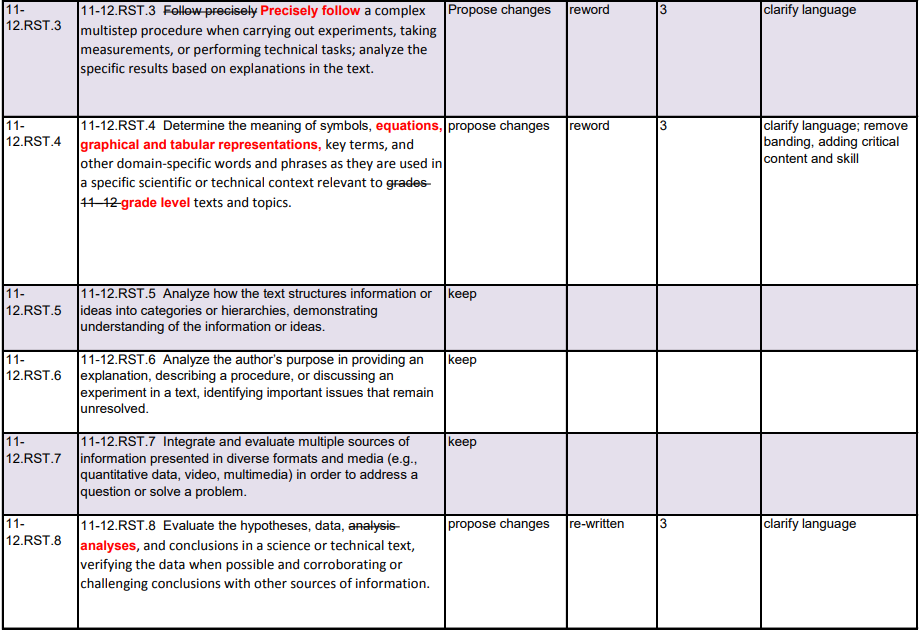 11-
12.RST.3
11-12.RST.3 Follow precisely Precisely follow a complex
multistep procedure when carrying out experiments, taking
measurements, or performing technical tasks; analyze the
specific results based on explanations in the text.
Propose changes
reword
3
clarify language
11-
12.RST.4
11-12.RST.4 Determine the meaning of symbols, equations,
graphical and tabular representations, key terms, and
other domain-specific words and phrases as they are used in
a specific scientific or technical context relevant to grades
11–12 grade level texts and topics.
propose changes
reword
3
clarify language; remove
banding, adding critical
content and skill
11-
12.RST.5
11-12.RST.5 Analyze how the text structures information or
ideas into categories or hierarchies, demonstrating
understanding of the information or ideas.
keep
11-
12.RST.6
11-12.RST.6 Analyze the author's purpose in providing an
explanation, describing a procedure, or discussing an
experiment in a text, identifying important issues that remain
unresolved.
keep
11-
12.RST.7
11-12.RST.7 Integrate and evaluate multiple sources of
information presented in diverse formats and media (e.g.,
quantitative data, video, multimedia) in order to address a
question or solve a problem.
keep
11-
12.RST.8
11-12.RST.8 Evaluate the hypotheses, data, analysis
analyses, and conclusions in a science or technical text,
verifying the data when possible and corroborating or
challenging conclusions with other sources of information.
propose changes
re-written
3
clarify language